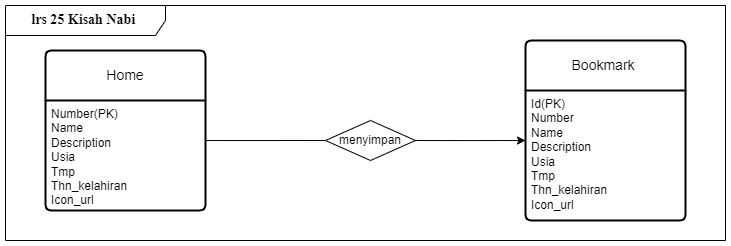 lrs 25 Kisah Nabi
Home
Number(PK)
Name
Description
Usia
Tmp
Thn_kelahiran
Icon_url
menyimpan
Bookmark
Id(PK)
Number
Name
Description
Usia
Tmp
Thn_kelahiran
Icon_url